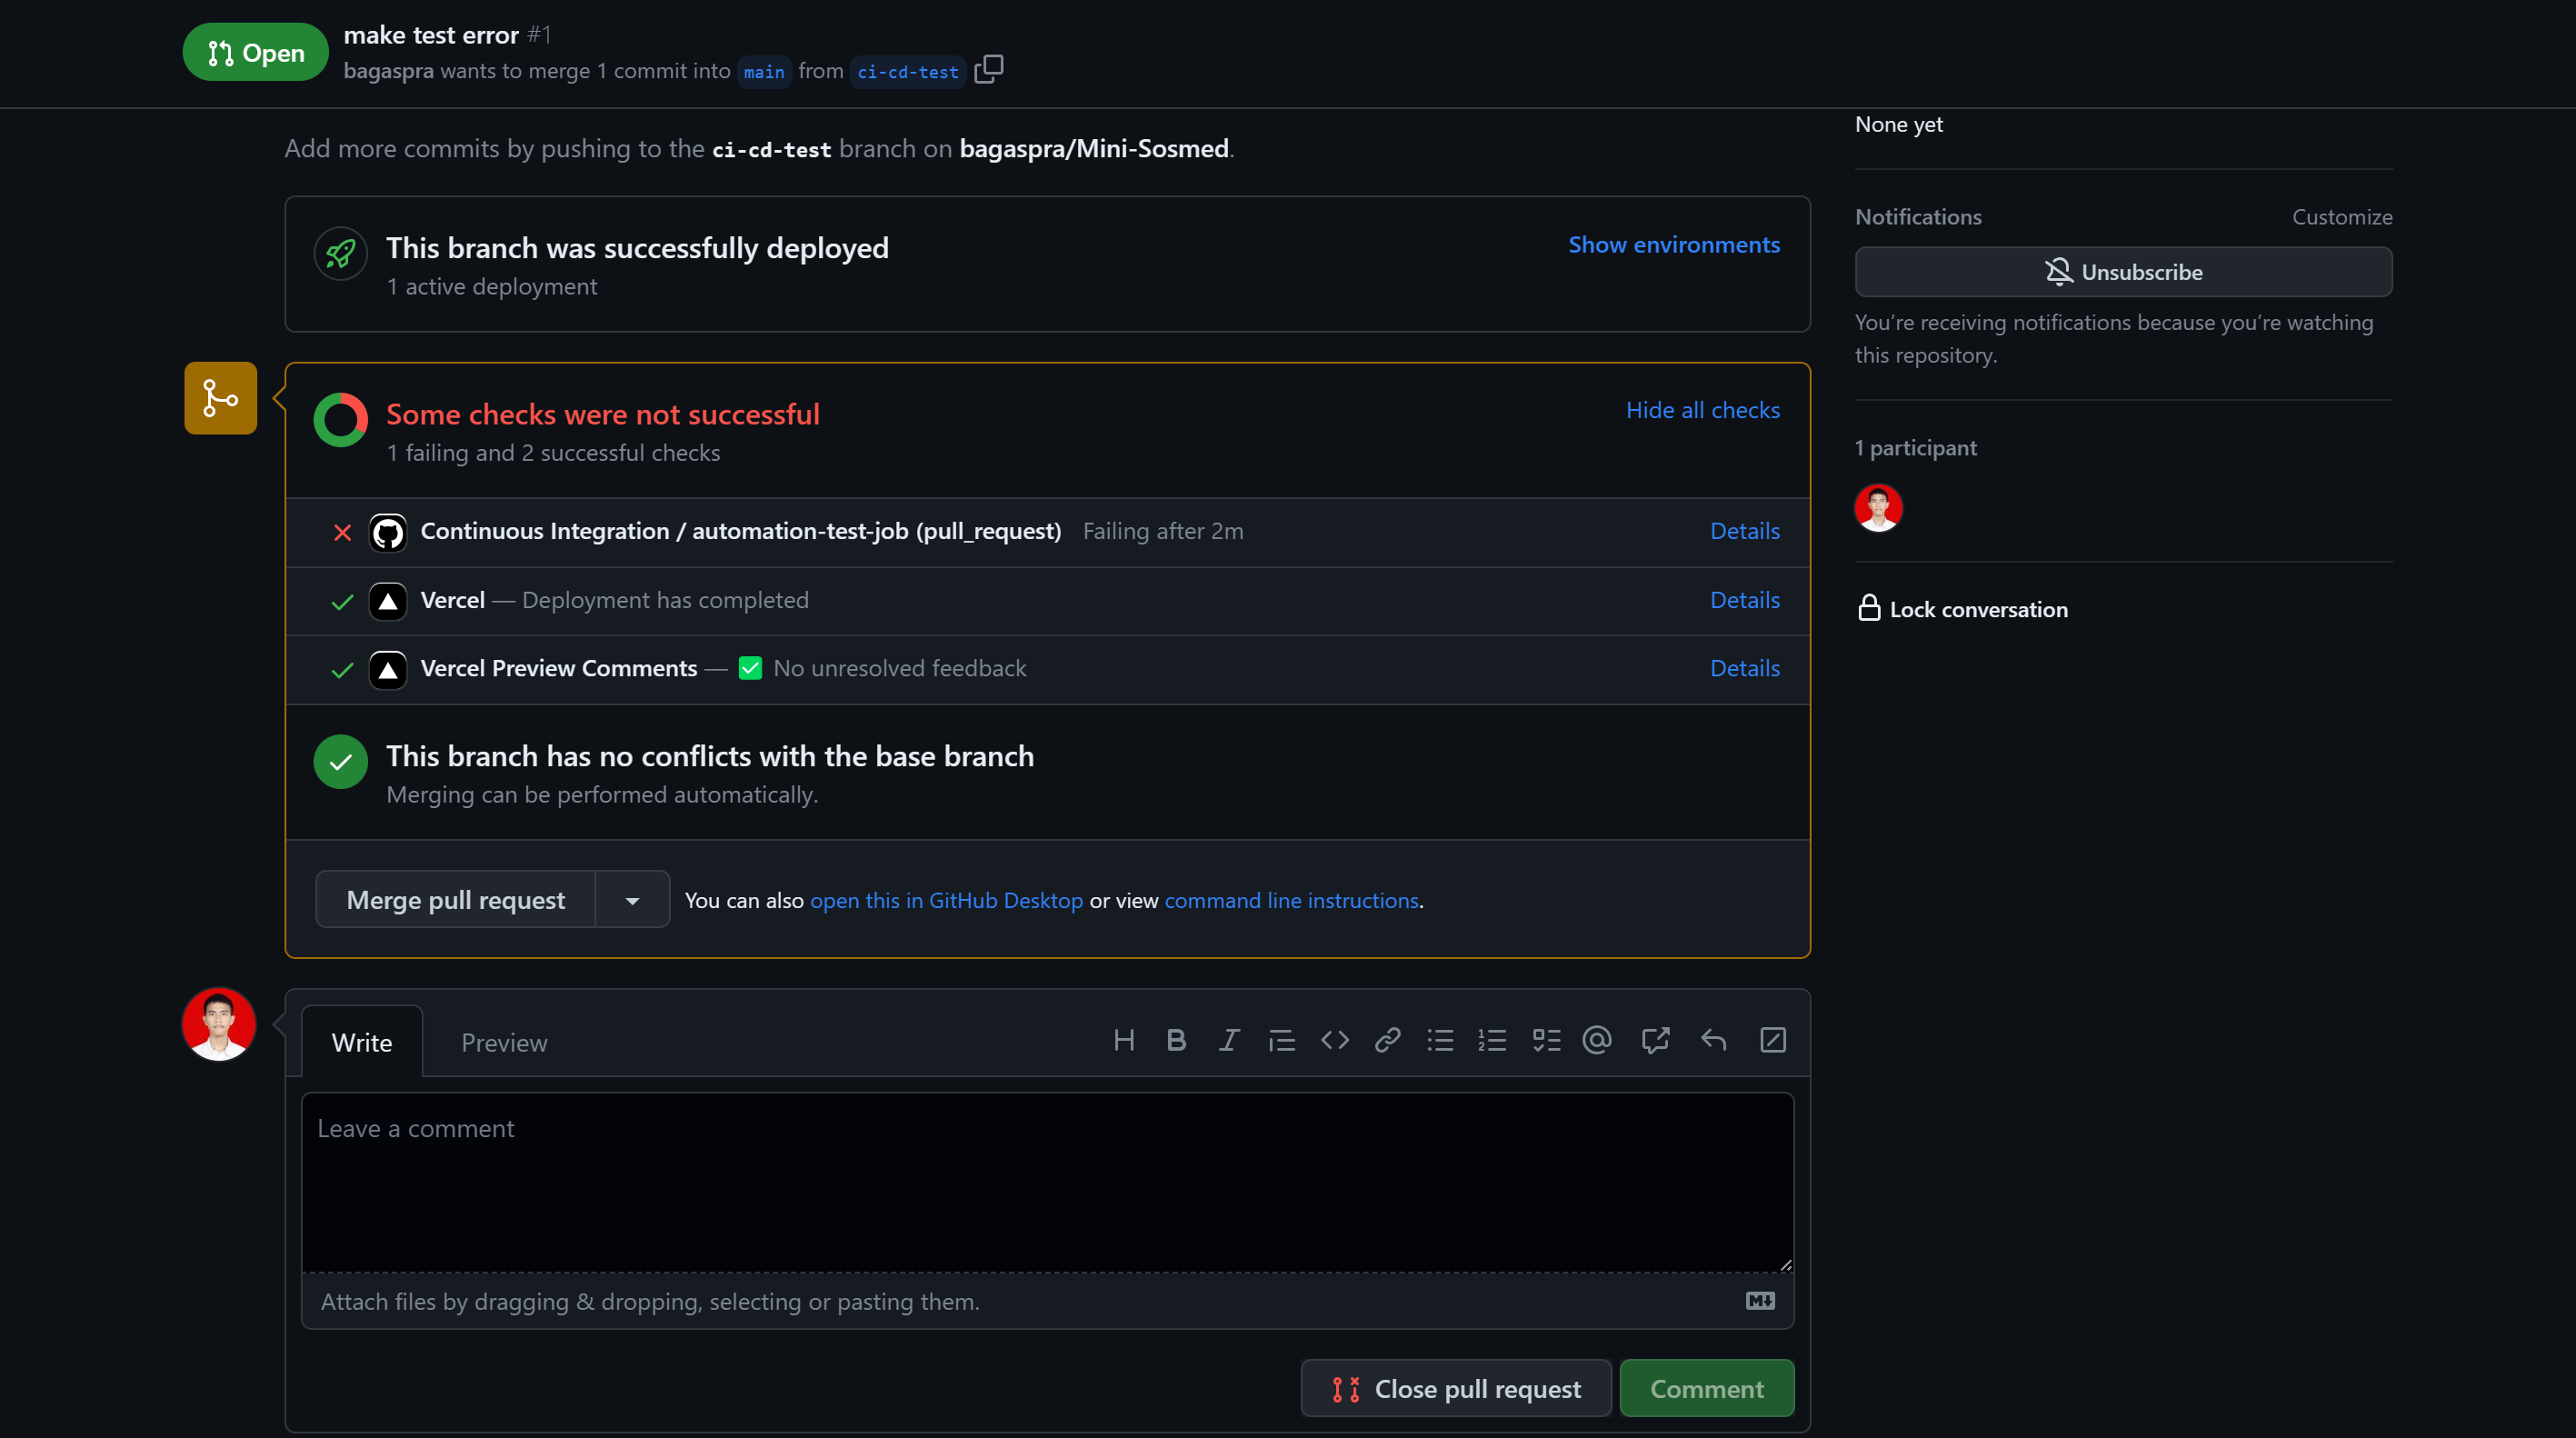 Open
make test error #1
bagaspra wants to merge 1 commit into main from ci-cd-test
Add more commits by pushing to the ci-cd-test branch on bagaspra/Mini-Sosmed.
This branch was successfully deployed
1 active deployment
Show environments
Some checks were not successful
1 failing and 2 successful checks
Hide all checks
Continuous Integration / automation-test-job (pull_request) Failing after 2m Details
Vercel — Deployment has completed Details
Vercel Preview Comments — ✅ No unresolved feedback Details
This branch has no conflicts with the base branch
Merging can be performed automatically.
Merge pull request
You can also open this in GitHub Desktop or view command line instructions.
Write
Preview
Leave a comment
Attach files by dragging & dropping, selecting or pasting them.
Close pull request
Comment
None yet
Notifications
Customize
Unsubscribe
You’re receiving notifications because you’re watching
this repository.
1 participant
Lock conversation